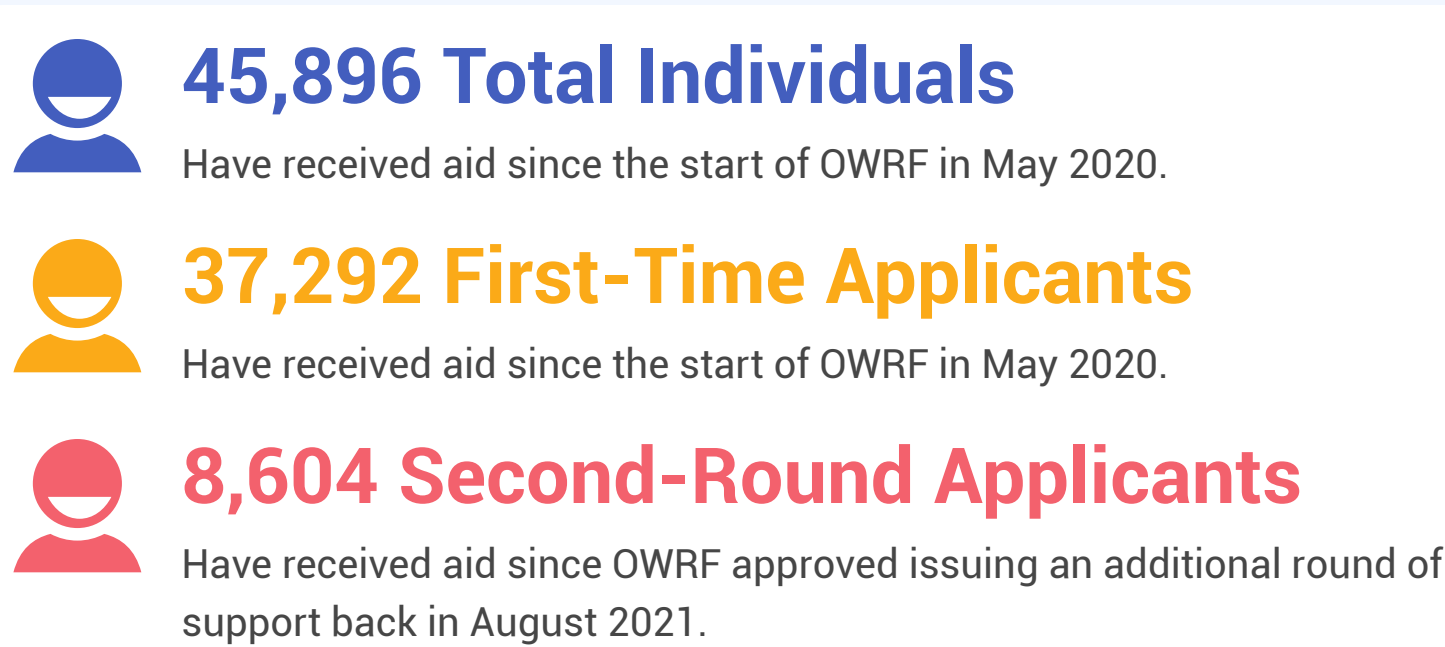 45,896 Total Individuals
Have received aid since the start of OWRF in May 2020.
37,292 First-Time Applicants
Have received aid since the start of OWRF in May 2020.
8,604 Second-Round Applicants
Have received aid since OWRF approved issuing an additional round of
support back in August 2021.